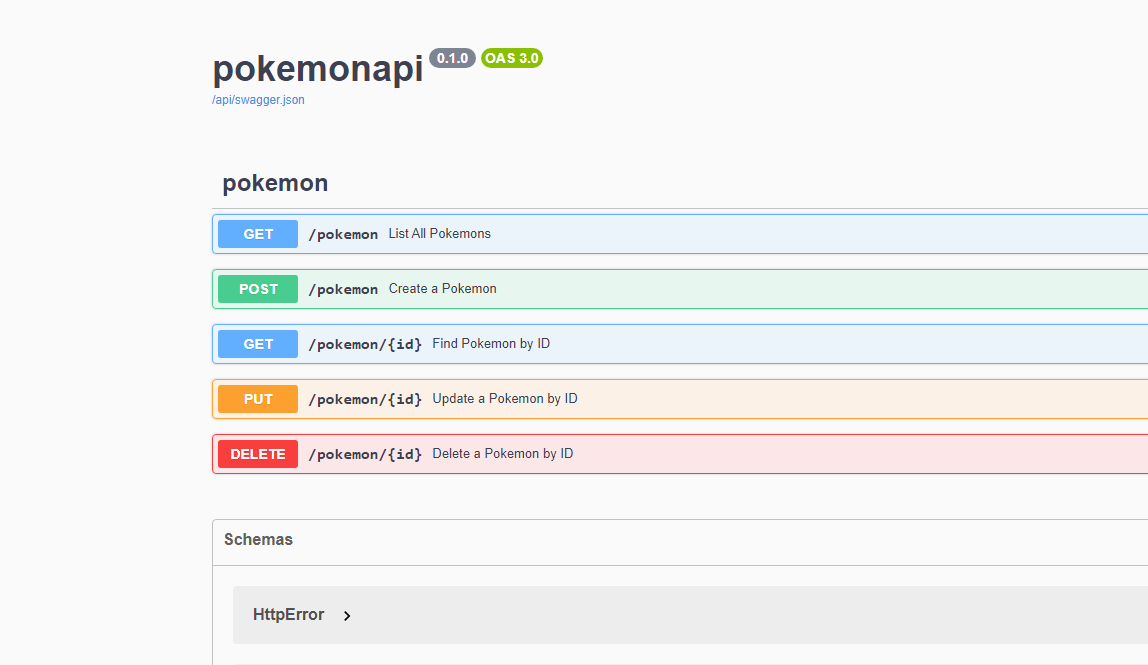 pokemonapi 0.1.0 OAS 3.0
/api/swagger.json
pokemon
GET /pokemon List All Pokemons
POST /pokemon Create a Pokemon
GET /pokemon/{id} Find Pokemon by ID
PUT /pokemon/{id} Update a Pokemon by ID
DELETE /pokemon/{id} Delete a Pokemon by ID
Schemas
HttpError